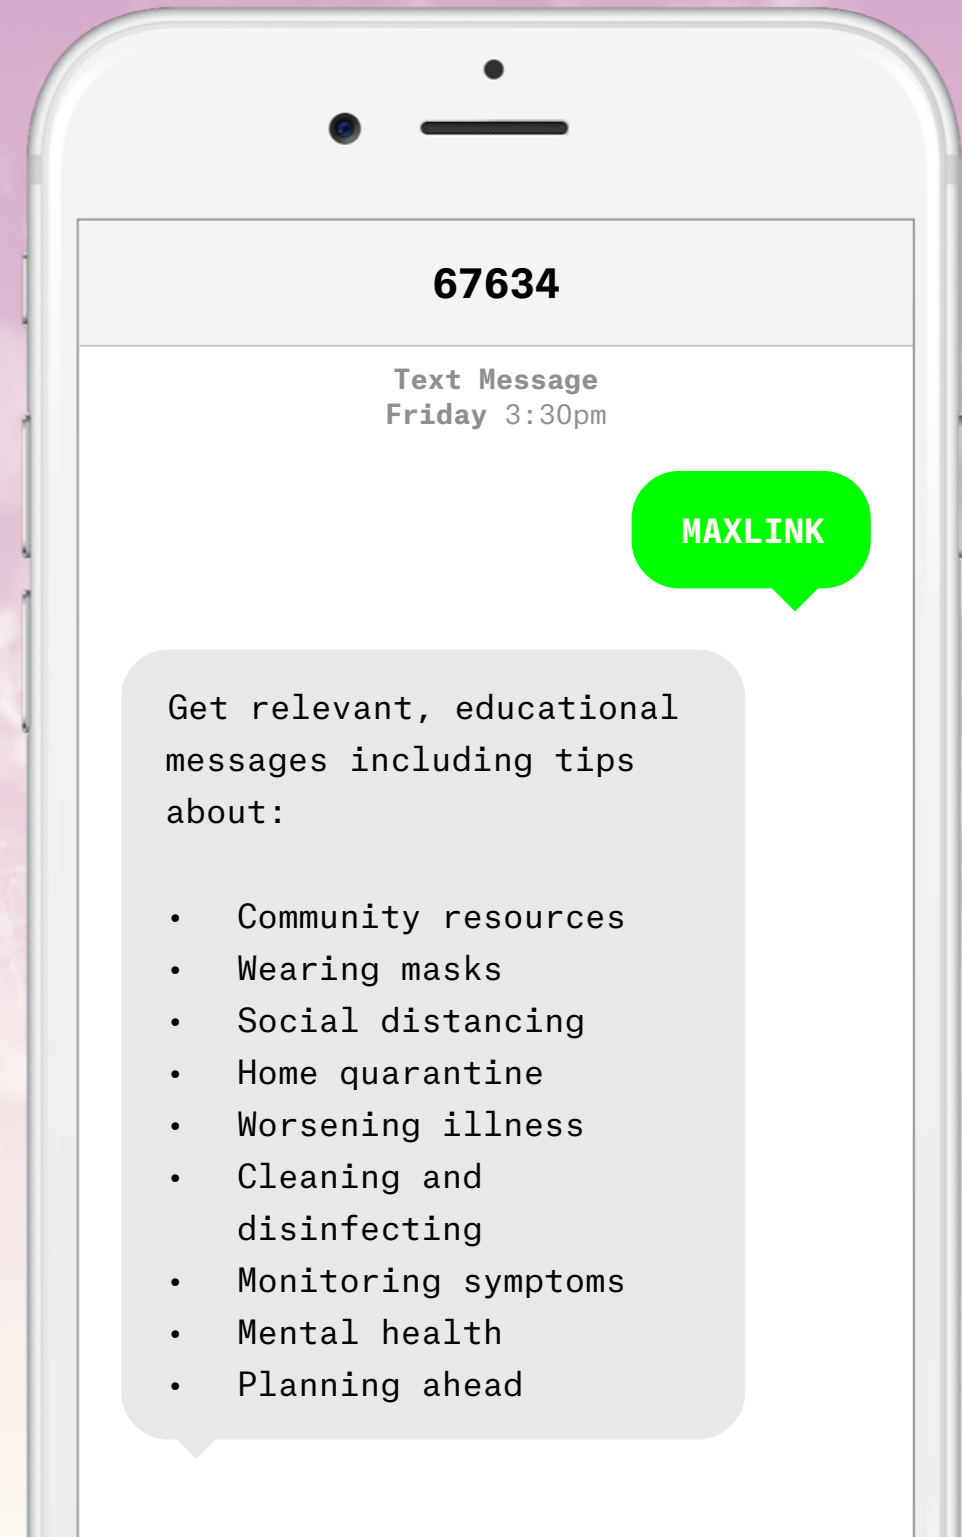 67634
Text Message
Friday 3:30pm
MAXLINK
Get relevant, educational
messages including tips
about:
• Community resources
• Wearing masks
• Social distancing
• Home quarantine
• Worsening illness
• Cleaning and
disinfecting
• Monitoring symptoms
• Mental health
• Planning ahead